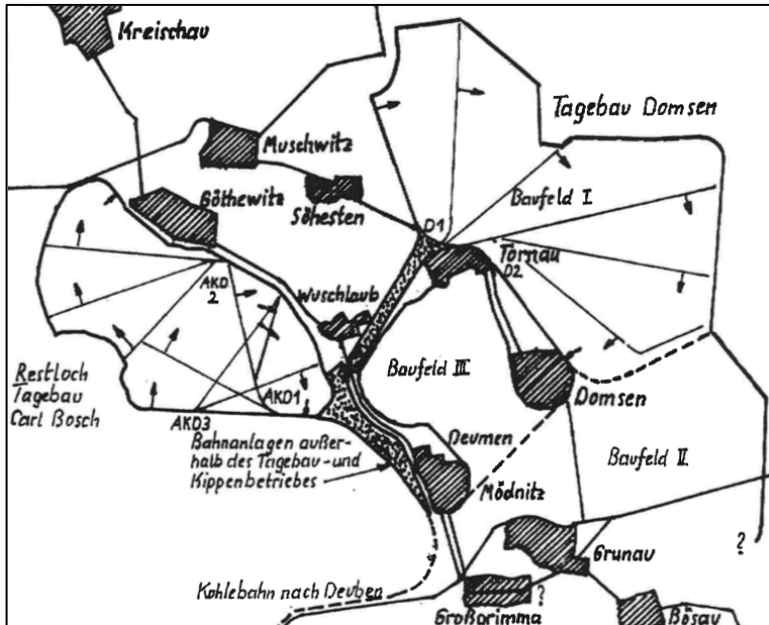 Kreischau
Tagebau Domsen
Muschwitz
Göthewitz
Söhesten
Baufeld I
D1
Tornau
D2
AKD
2
Wuschlaub
Restloch
Tagebau
Carl Bosch
AKD1
AKD3
Baufeld III
Domsen
Bahnanlagen außer-
halb des Tagebau- und
Kippenbetriebes
Deumen
Mödnitz
Baufeld II
?
Grunau
Kohlebahn nach Deuben
?
Großgrimma
Bösau